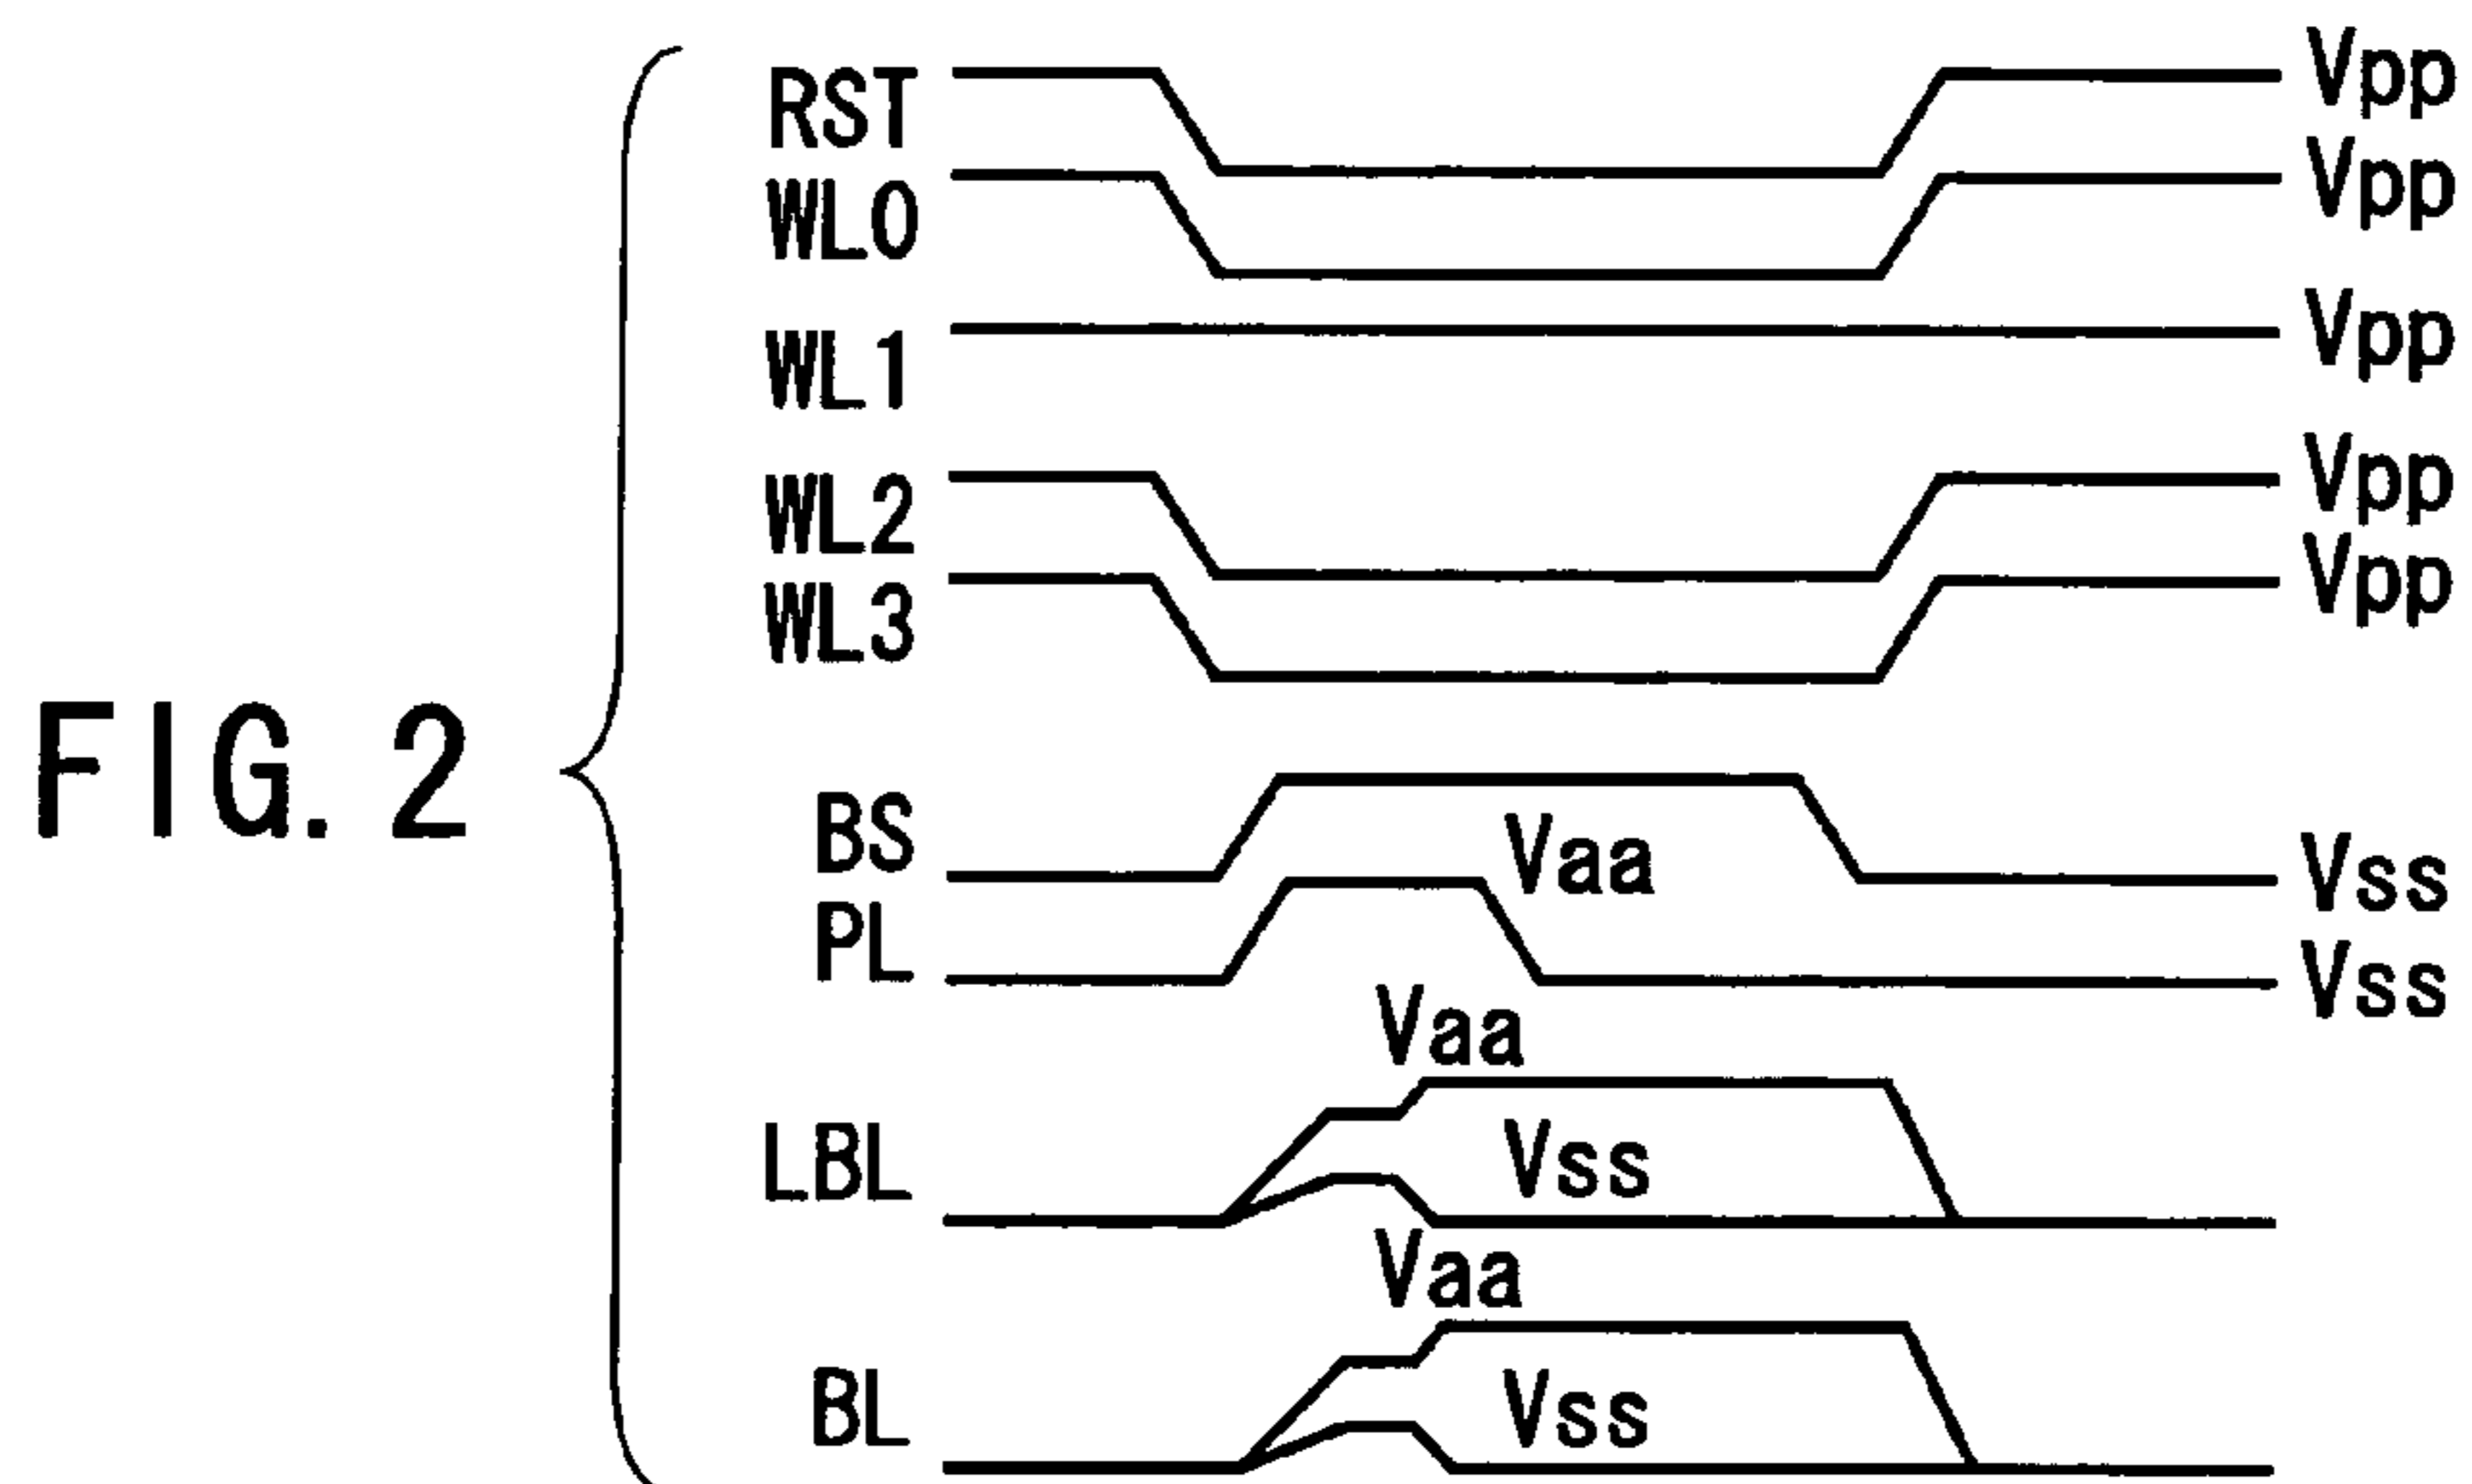 RST Vpp
WL0 Vpp
WL1 Vpp
WL2 Vpp
WL3 Vpp
FIG. 2
BS Vaa Vss
PL Vss
Vaa
LBL Vss
Vaa
BL Vss